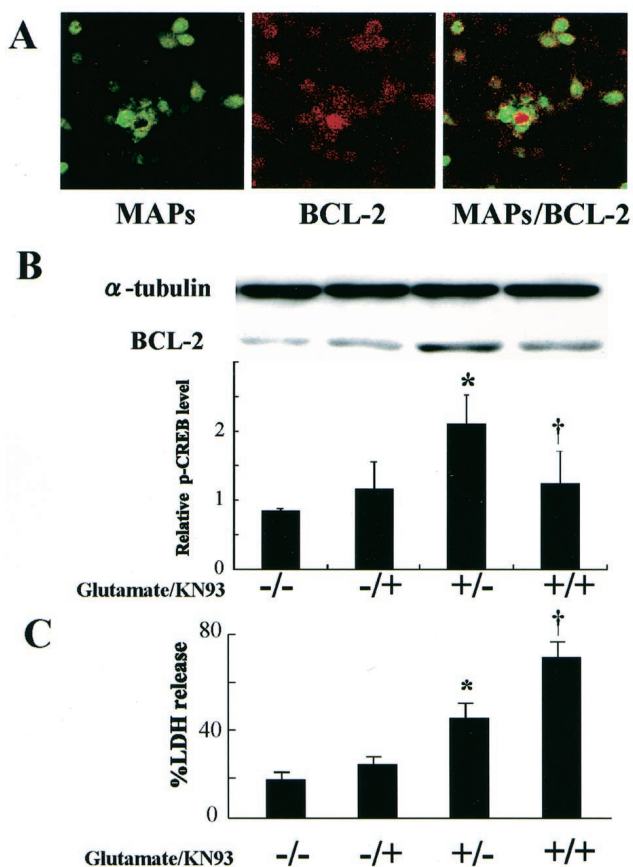 A
MAPs BCL-2 MAPs/BCL-2
B
α-tubulin
BCL-2
Relative p-CREB level
2
1
0
* †
Glutamate/KN93 -/- -/+ +/- +/+
C
%LDH release
80
40
0
* †
Glutamate/KN93 -/- -/+ +/- +/+